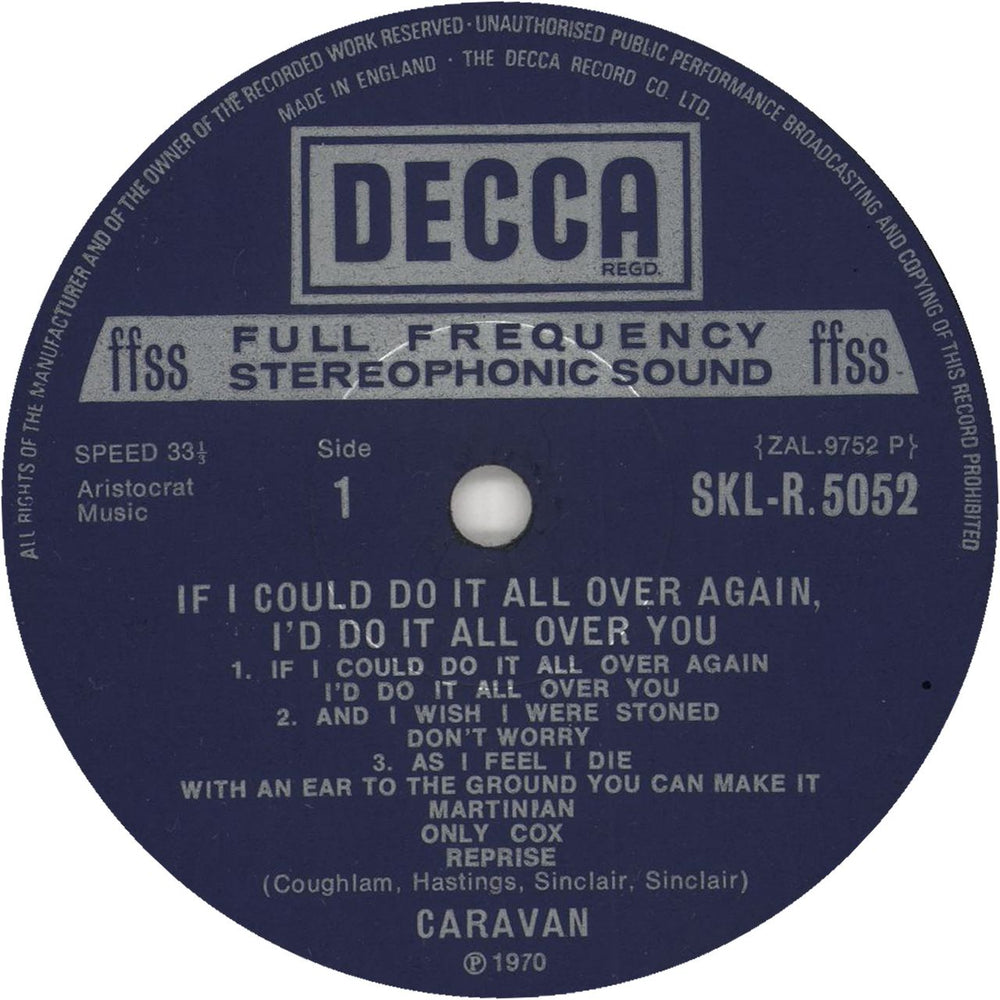 ALL RIGHTS OF THE MANUFACTURER AND OF THE OWNER OF THE RECORDED WORK RESERVED · UNAUTHORISED PUBLIC PERFORMANCE BROADCASTING AND COPYING OF THIS RECORD PROHIBITED
MADE IN ENGLAND · THE DECCA RECORD CO. LTD.
DECCA
REGD.
ffss FULL FREQUENCY STEREOPHONIC SOUND ffss
SPEED 33⅓
Aristocrat
Music
Side
1
{ZAL.9752 P}
SKL-R.5052
IF I COULD DO IT ALL OVER AGAIN,
I'D DO IT ALL OVER YOU
1. IF I COULD DO IT ALL OVER AGAIN
I'D DO IT ALL OVER YOU
2. AND I WISH I WERE STONED
DON'T WORRY
3. AS I FEEL I DIE
WITH AN EAR TO THE GROUND YOU CAN MAKE IT
MARTINIAN
ONLY COX
REPRISE
(Coughlam, Hastings, Sinclair, Sinclair)
CARAVAN
℗ 1970